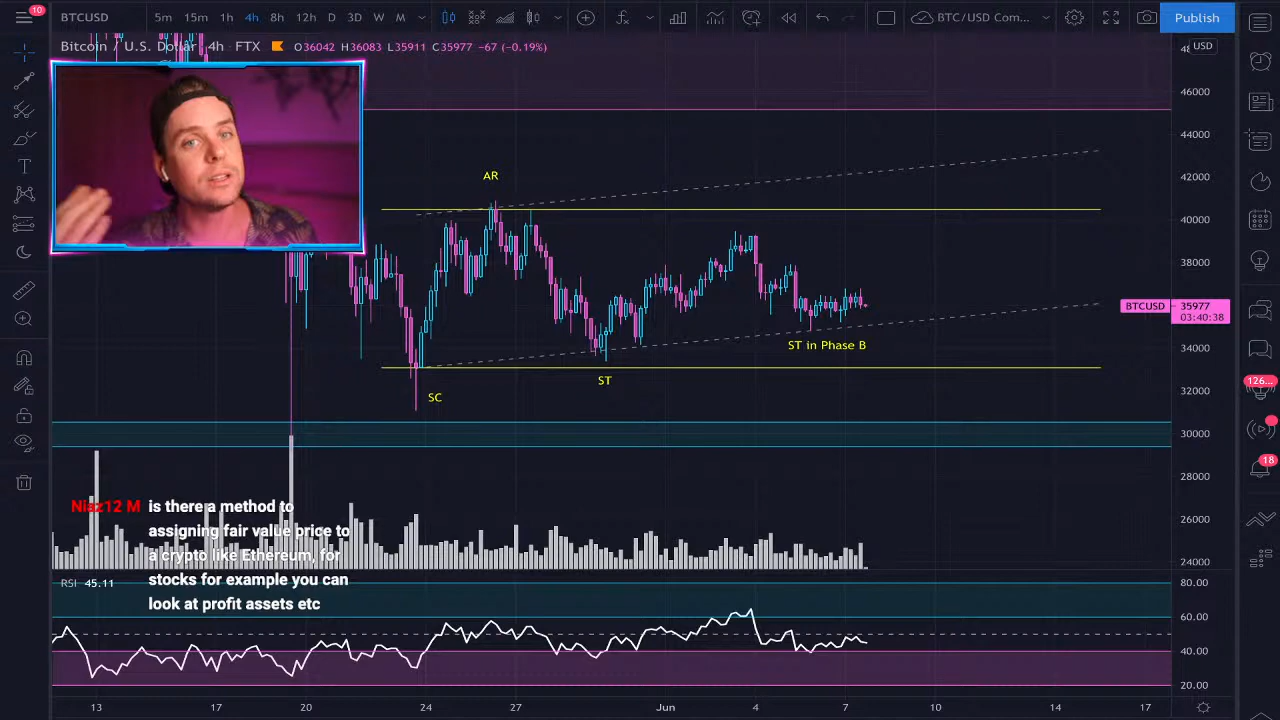 10
BTCUSD 5m 15m 1h 4h 8h 12h D 3D W M BTC/USD Com... Publish
Bitcoin / U.S. Dollar 4h FTX O36042 H36083 L35911 C35977 −67 (−0.19%)
USD
46000
44000
AR
42000
40000
38000
BTCUSD 35977
03:40:38
ST in Phase B
34000
ST
126...
32000
SC
30000
18
28000
Niaz12 M is there a method to
assigning fair value price to
a crypto like Ethereum, for
stocks for example you can
look at profit assets etc
26000
24000
RSI 45.11
80.00
60.00
40.00
20.00
13 17 20 24 27 Jun 4 7 10 14 17